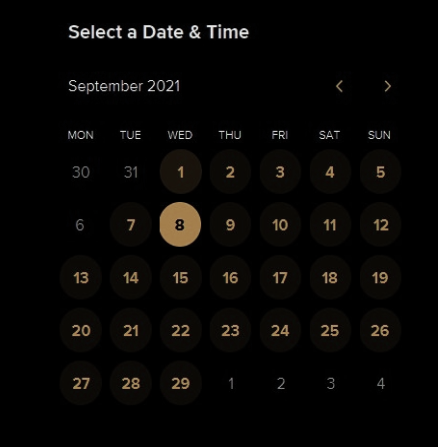 Select a Date & Time
September 2021
MON TUE WED THU FRI SAT SUN
30 31 1 2 3 4 5
6 7 8 9 10 11 12
13 14 15 16 17 18 19
20 21 22 23 24 25 26
27 28 29 1 2 3 4